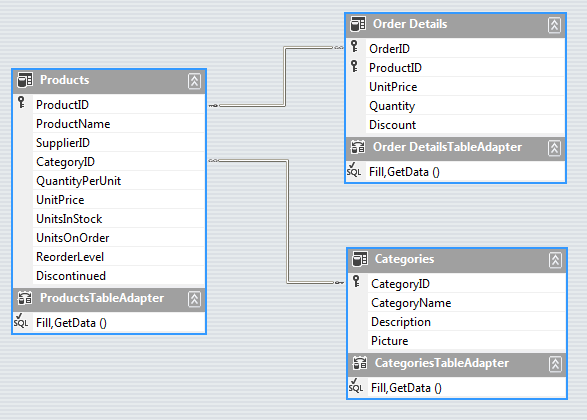 Products
ProductID
ProductName
SupplierID
CategoryID
QuantityPerUnit
UnitPrice
UnitsInStock
UnitsOnOrder
ReorderLevel
Discontinued
ProductsTableAdapter
SQL Fill,GetData ()
Order Details
OrderID
ProductID
UnitPrice
Quantity
Discount
Order DetailsTableAdapter
SQL Fill,GetData ()
Categories
CategoryID
CategoryName
Description
Picture
CategoriesTableAdapter
SQL Fill,GetData ()